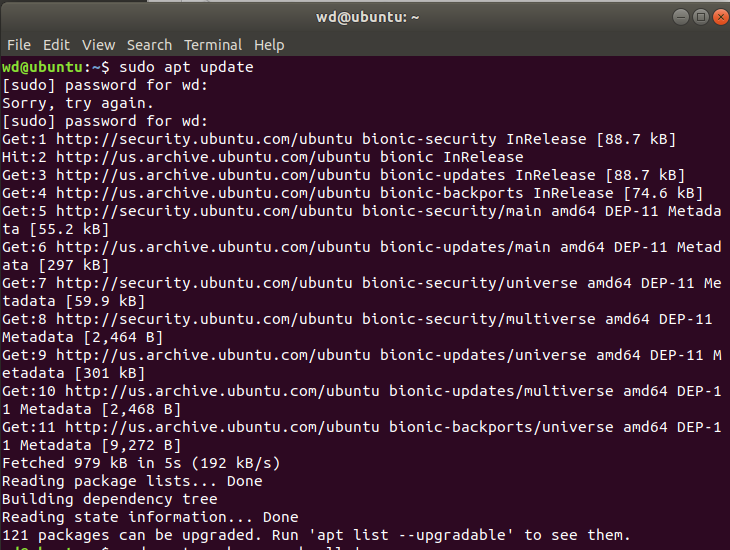 wd@ubuntu: ~
File Edit View Search Terminal Help
wd@ubuntu:~$ sudo apt update
[sudo] password for wd:
Sorry, try again.
[sudo] password for wd:
Get:1 http://security.ubuntu.com/ubuntu bionic-security InRelease [88.7 kB]
Hit:2 http://us.archive.ubuntu.com/ubuntu bionic InRelease
Get:3 http://us.archive.ubuntu.com/ubuntu bionic-updates InRelease [88.7 kB]
Get:4 http://us.archive.ubuntu.com/ubuntu bionic-backports InRelease [74.6 kB]
Get:5 http://security.ubuntu.com/ubuntu bionic-security/main amd64 DEP-11 Metada
ta [55.2 kB]
Get:6 http://us.archive.ubuntu.com/ubuntu bionic-updates/main amd64 DEP-11 Metad
ata [297 kB]
Get:7 http://security.ubuntu.com/ubuntu bionic-security/universe amd64 DEP-11 Me
tadata [59.9 kB]
Get:8 http://security.ubuntu.com/ubuntu bionic-security/multiverse amd64 DEP-11
Metadata [2,464 B]
Get:9 http://us.archive.ubuntu.com/ubuntu bionic-updates/universe amd64 DEP-11 M
etadata [301 kB]
Get:10 http://us.archive.ubuntu.com/ubuntu bionic-updates/multiverse amd64 DEP-1
1 Metadata [2,468 B]
Get:11 http://us.archive.ubuntu.com/ubuntu bionic-backports/universe amd64 DEP-1
1 Metadata [9,272 B]
Fetched 979 kB in 5s (192 kB/s)
Reading package lists... Done
Building dependency tree
Reading state information... Done
121 packages can be upgraded. Run 'apt list --upgradable' to see them.